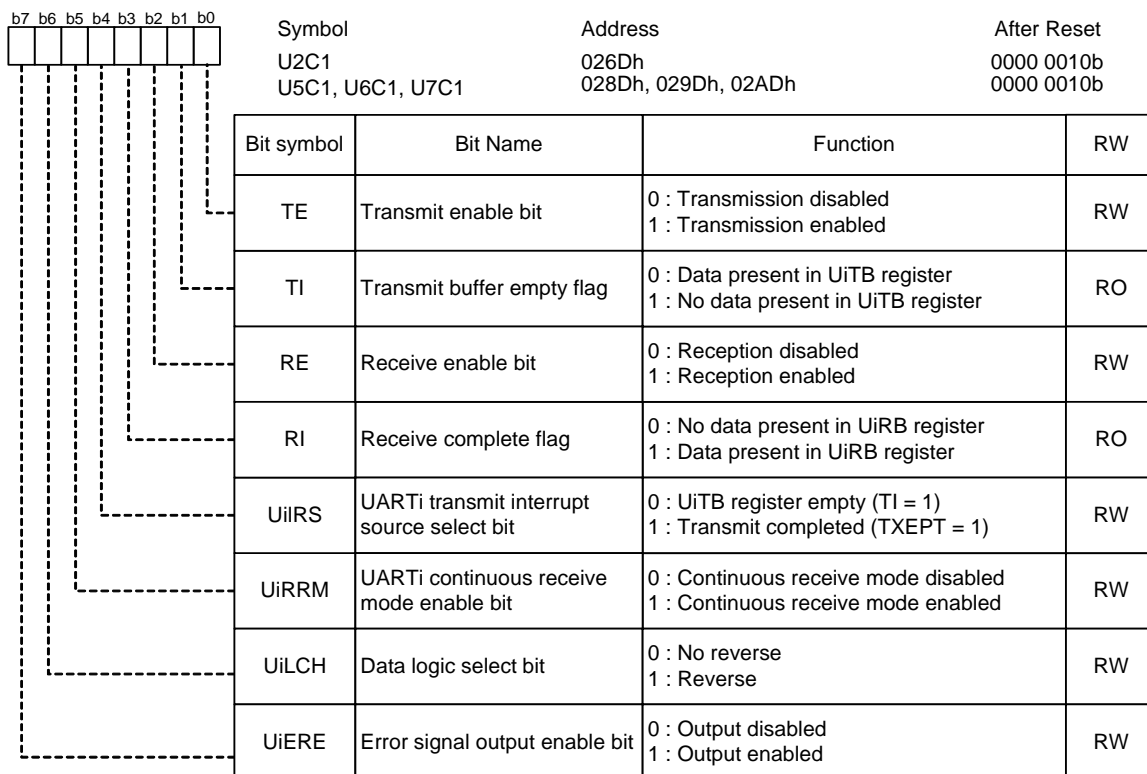 b7 b6 b5 b4 b3 b2 b1 b0
Symbol Address After Reset
U2C1 026Dh 0000 0010b
U5C1, U6C1, U7C1 028Dh, 029Dh, 02ADh 0000 0010b
Bit symbol Bit Name Function RW
TE Transmit enable bit 0 : Transmission disabled RW
1 : Transmission enabled
TI Transmit buffer empty flag 0 : Data present in UiTB register RO
1 : No data present in UiTB register
RE Receive enable bit 0 : Reception disabled RW
1 : Reception enabled
RI Receive complete flag 0 : No data present in UiRB register RO
1 : Data present in UiRB register
UiIRS UARTi transmit interrupt 0 : UiTB register empty (TI = 1) RW
source select bit 1 : Transmit completed (TXEPT = 1)
UiRRM UARTi continuous receive 0 : Continuous receive mode disabled RW
mode enable bit 1 : Continuous receive mode enabled
UiLCH Data logic select bit 0 : No reverse RW
1 : Reverse
UiERE Error signal output enable bit 0 : Output disabled RW
1 : Output enabled